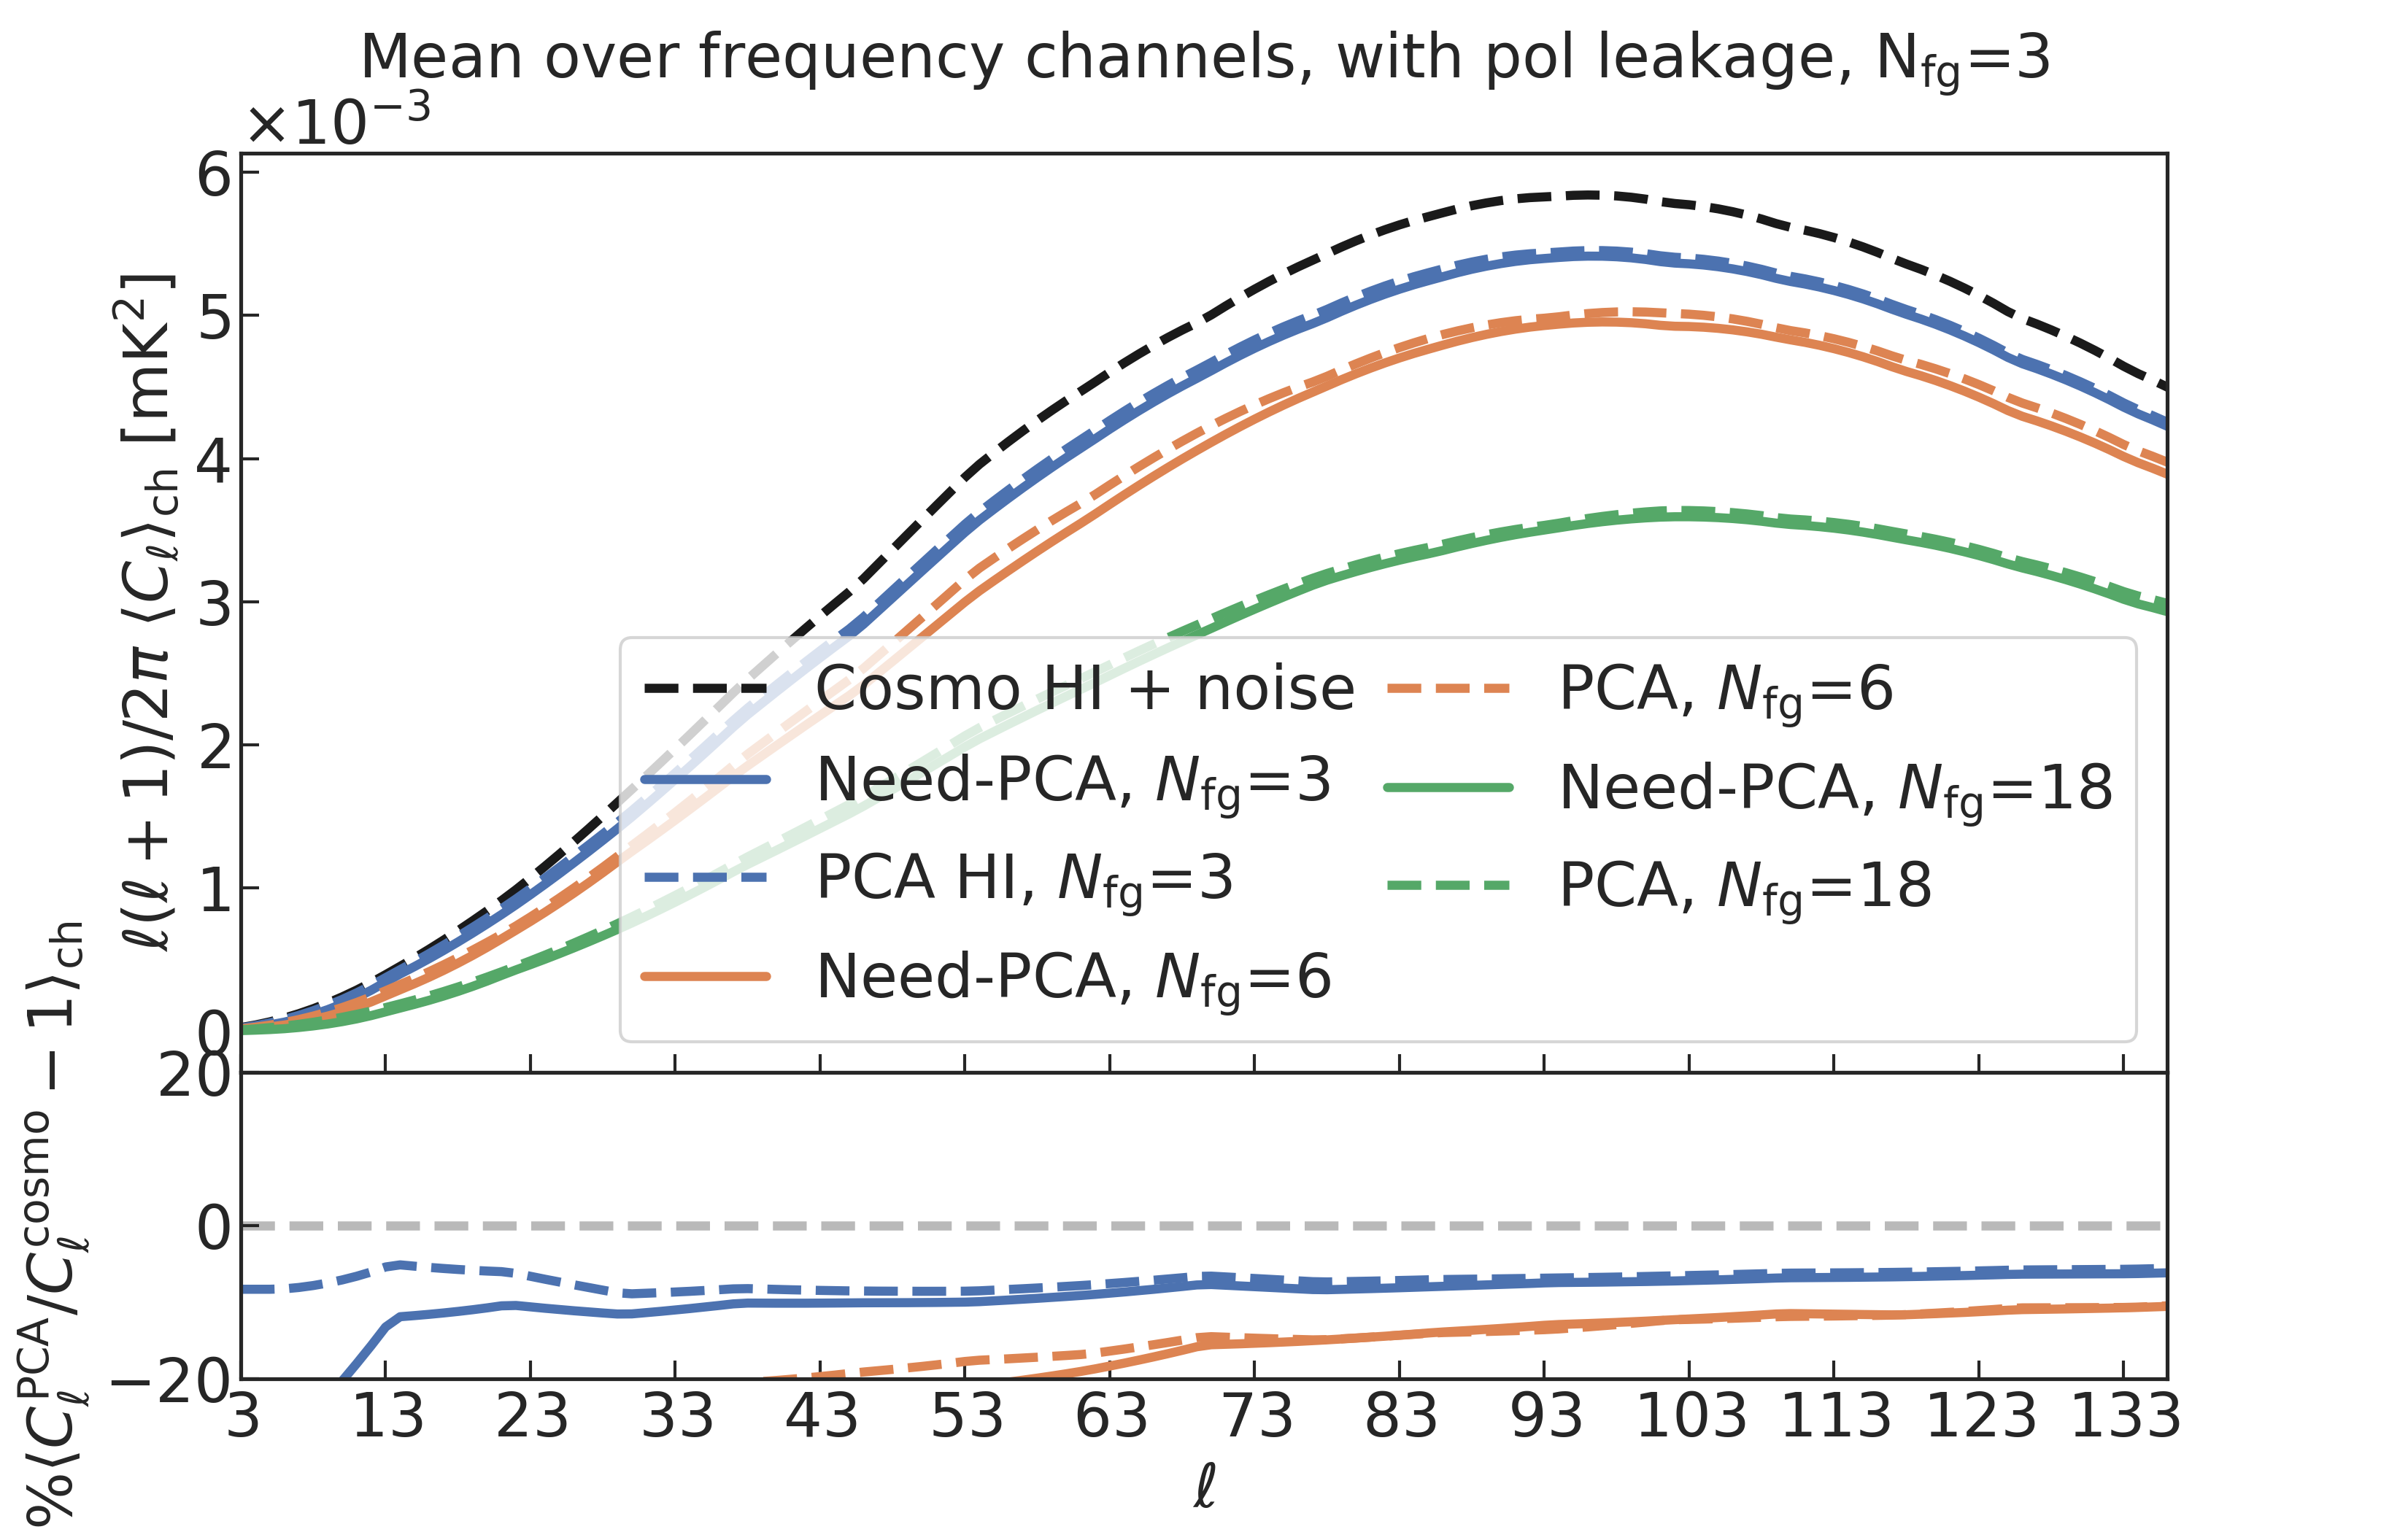 Mean over frequency channels, with pol leakage, N_fg=3
×10⁻³
ℓ(ℓ + 1)/2π ⟨C_ℓ⟩_ch [mK²]
6
5
4
3
2
1
0
Cosmo HI + noise
Need-PCA, N_fg=3
PCA HI, N_fg=3
Need-PCA, N_fg=6
PCA, N_fg=6
Need-PCA, N_fg=18
PCA, N_fg=18
%⟨C_ℓ^PCA/C_ℓ^cosmo − 1⟩_ch
20
0
−20
3 13 23 33 43 53 63 73 83 93 103 113 123 133
ℓ